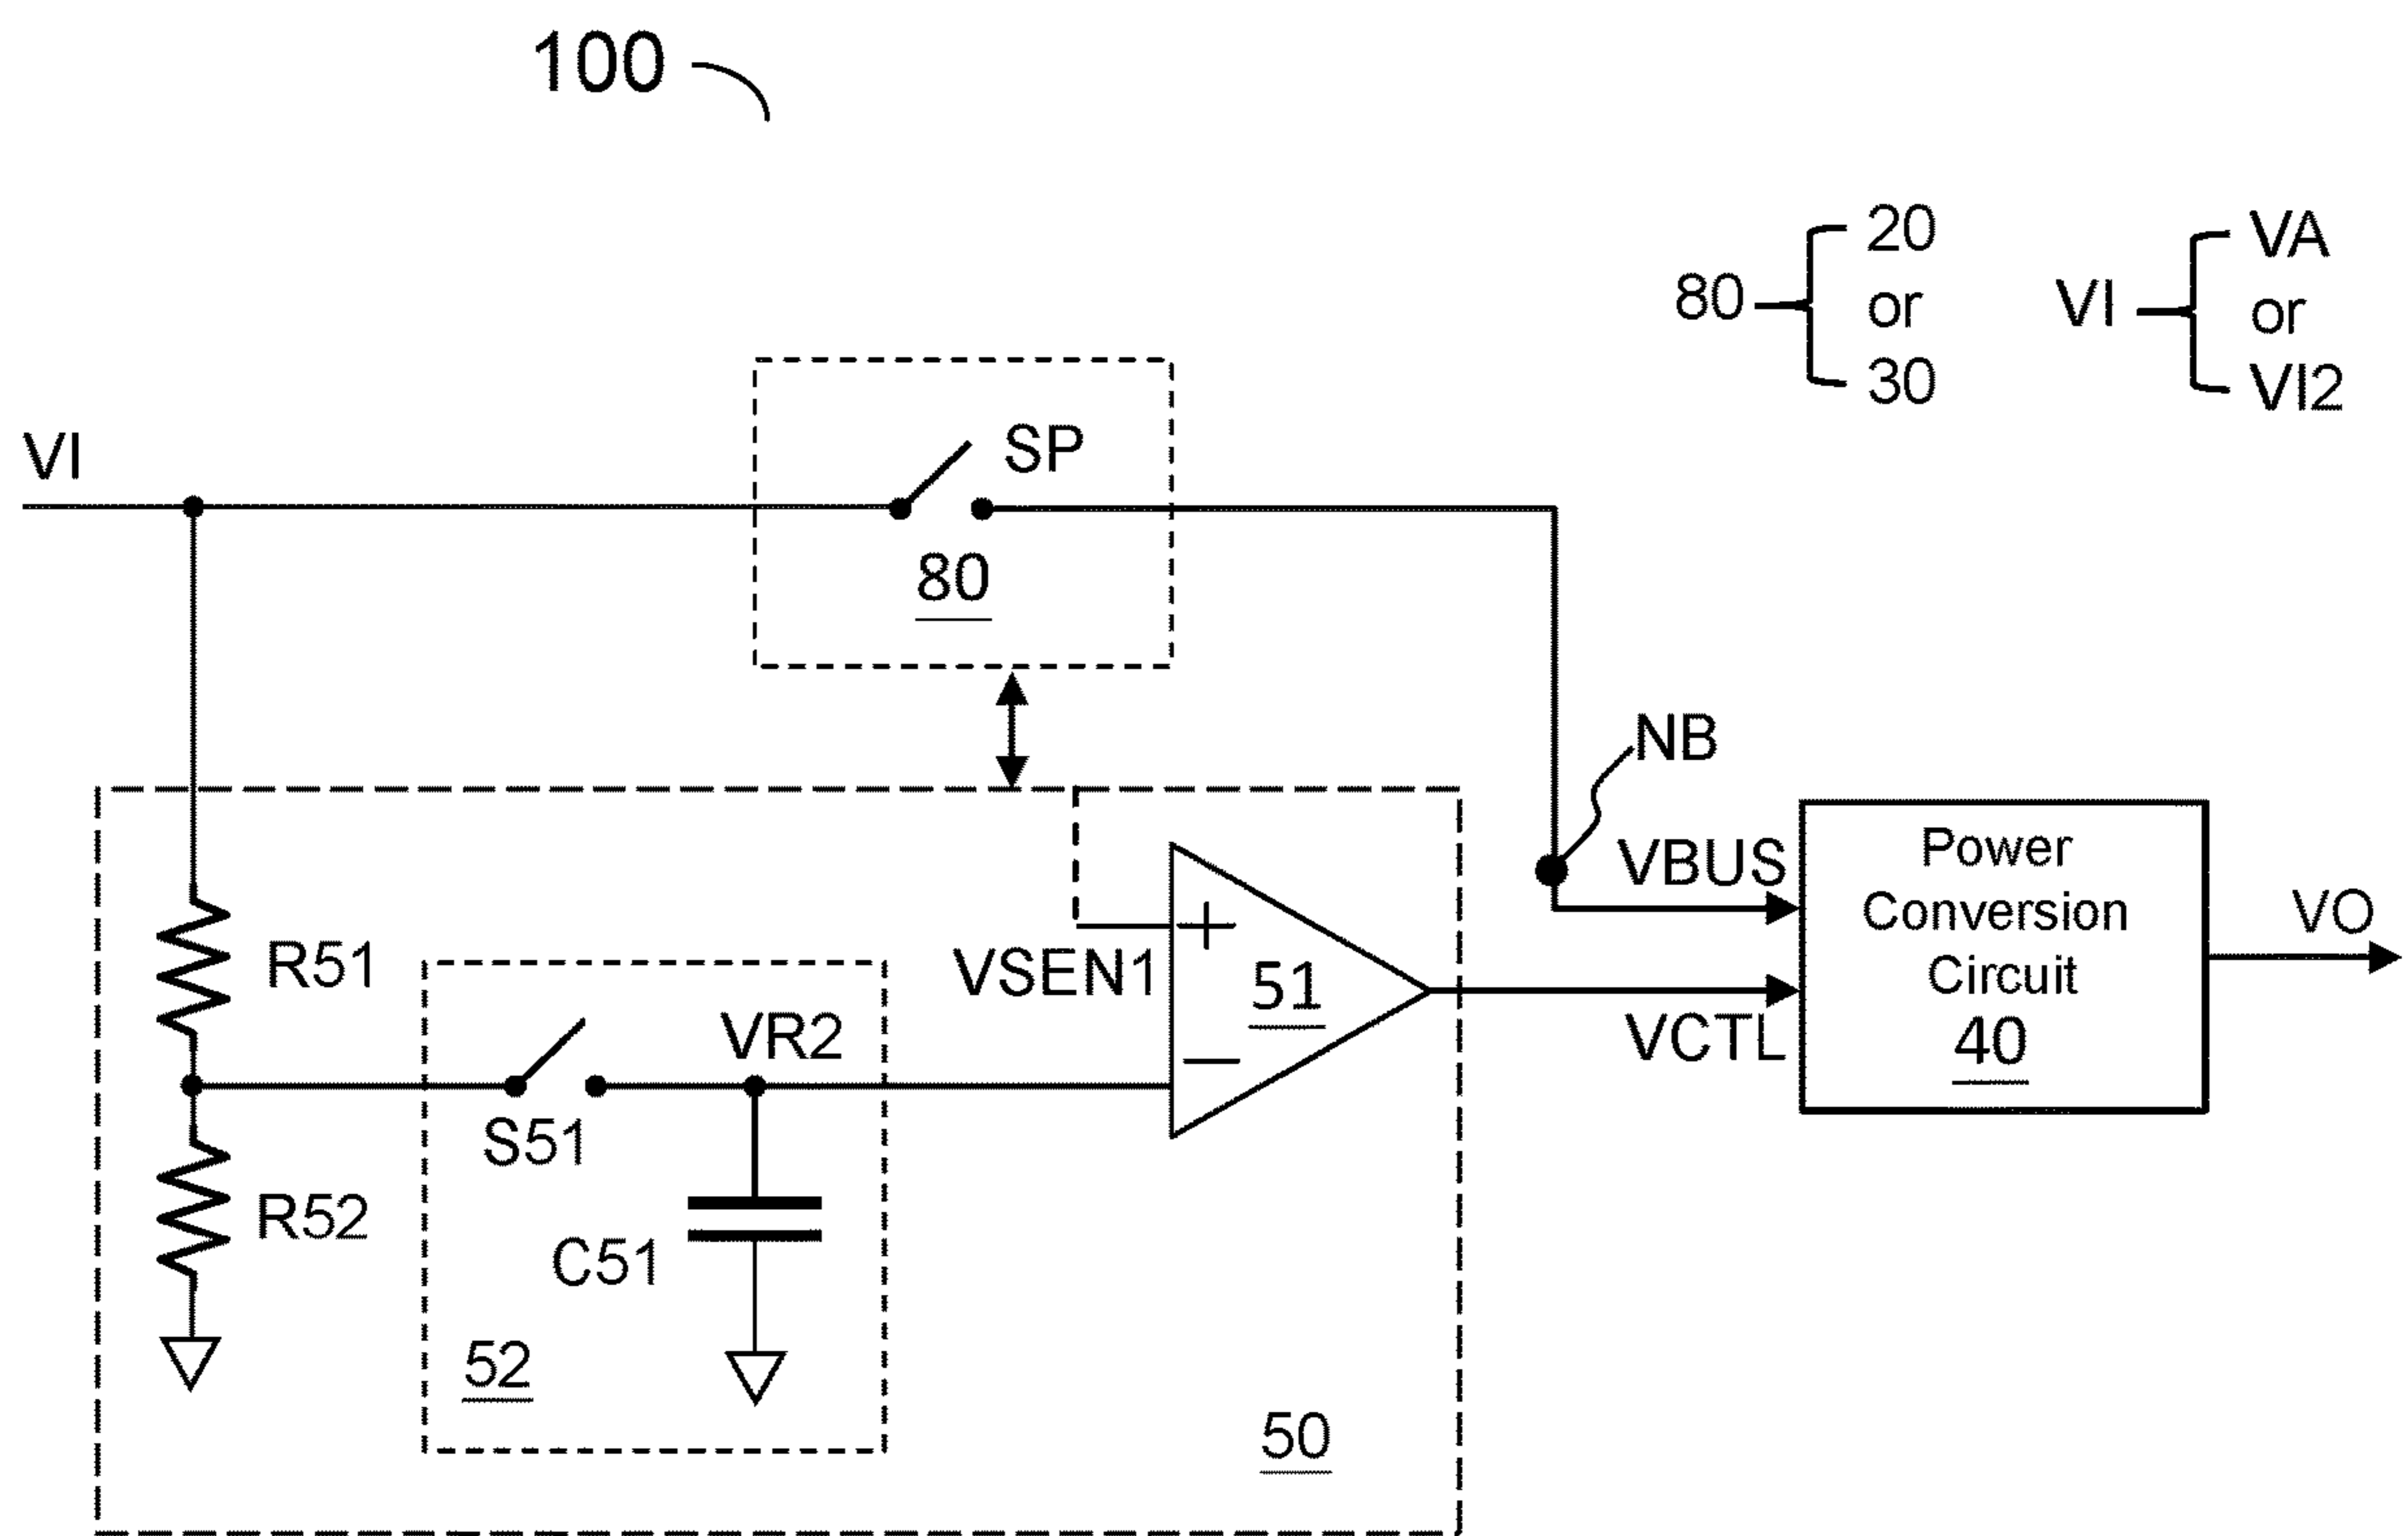 100
80
20
or
30
VI
VA
or
VI2
VI
SP
80
NB
VBUS
Power
Conversion
Circuit
40
VO
VCTL
R51
VSEN1
+
51
−
VR2
S51
R52
C51
52
50